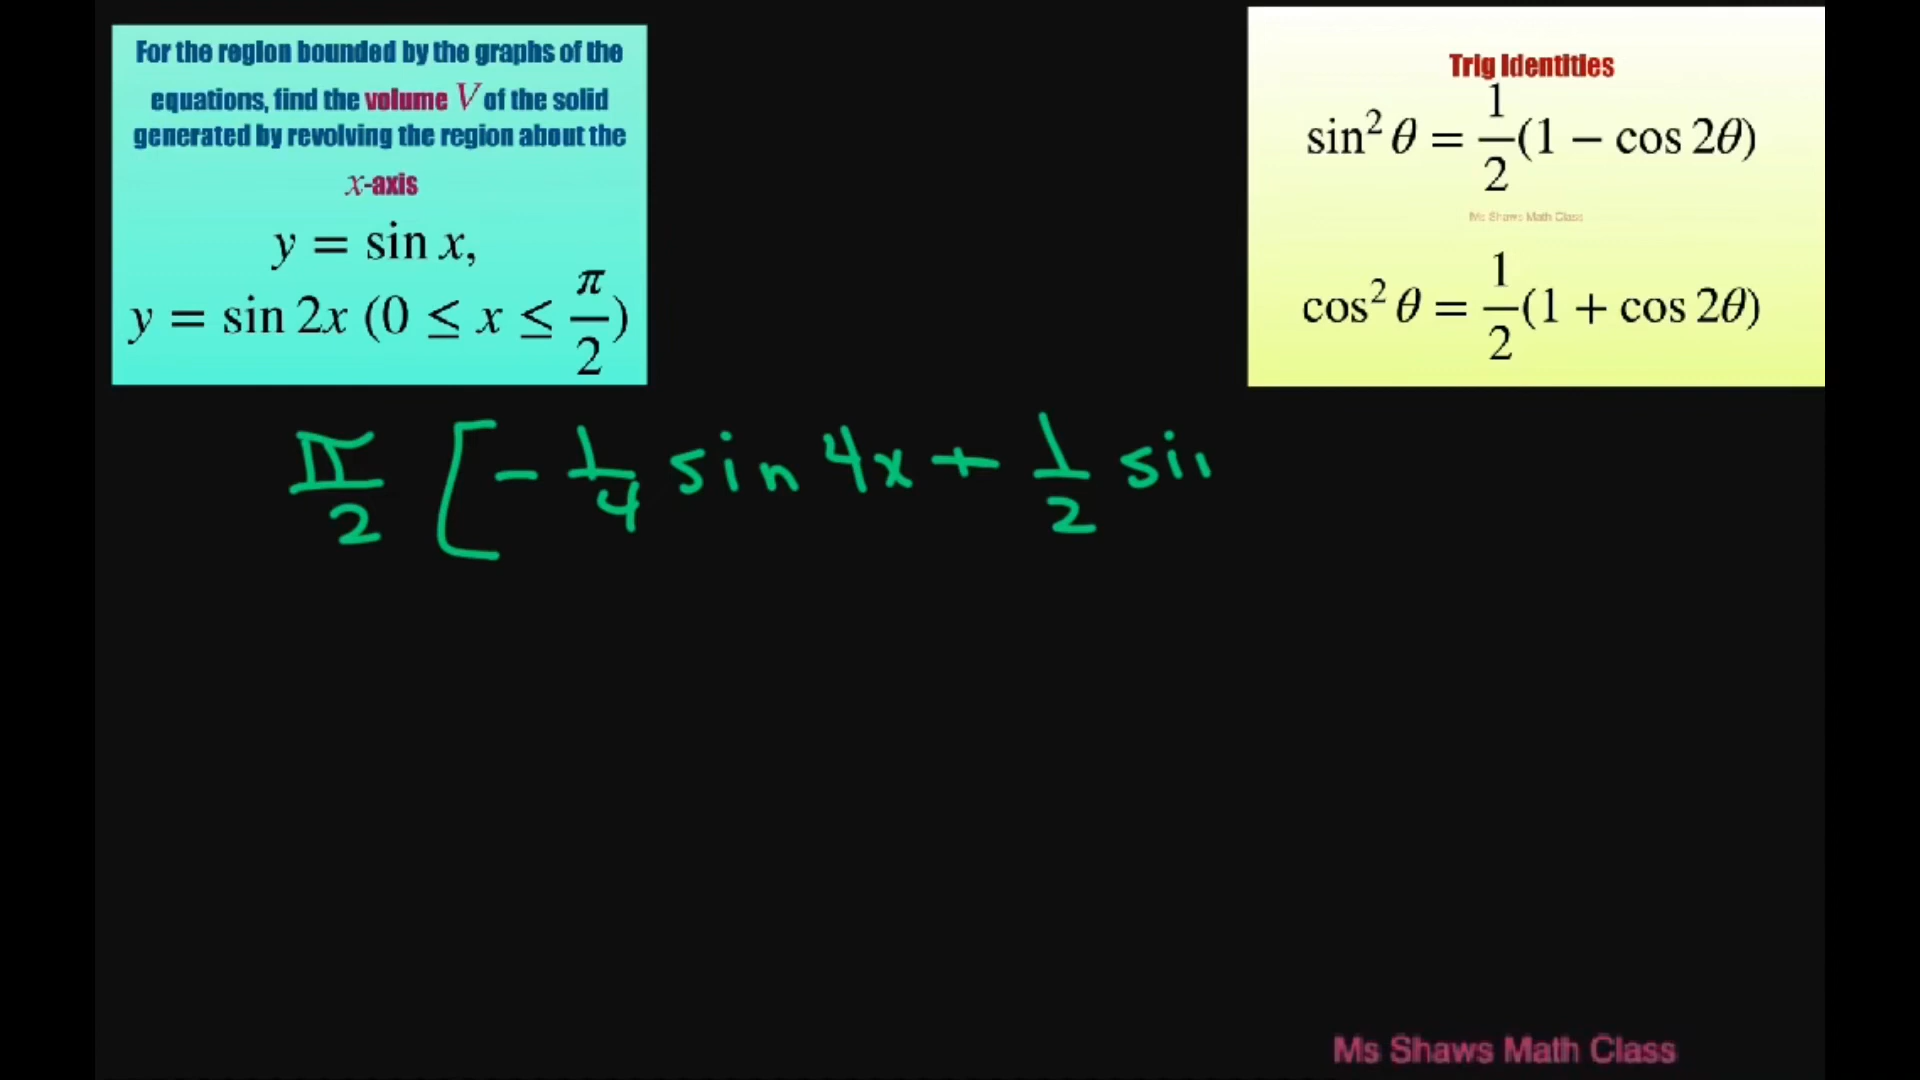 For the region bounded by the graphs of the
equations, find the volume V of the solid
generated by revolving the region about the
x-axis
y = sin x,
y = sin 2x (0 ≤ x ≤ π/2)
Trig Identities
sin² θ = 1/2(1 − cos 2θ)
Ms Shaws Math Class
cos² θ = 1/2(1 + cos 2θ)
π/2 [ − 1/4 sin 4x + 1/2 sin
Ms Shaws Math Class